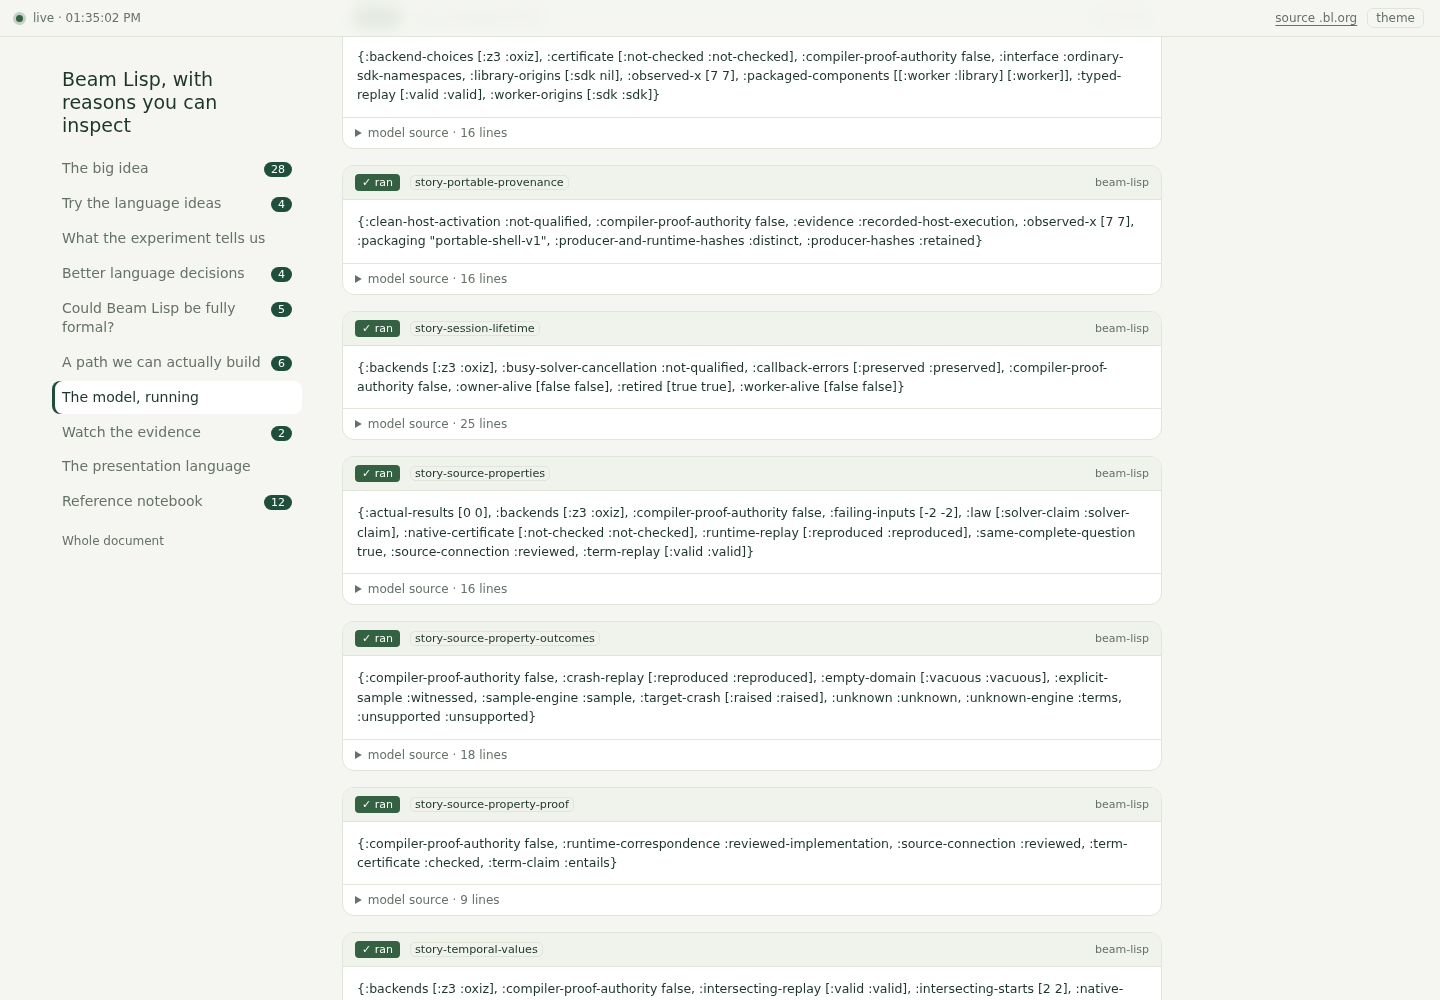 live · 01:35:02 PM
source .bl.org
theme
Beam Lisp, with
reasons you can
inspect
The big idea 28
Try the language ideas 4
What the experiment tells us
Better language decisions 4
Could Beam Lisp be fully 5
formal?
A path we can actually build 6
The model, running
Watch the evidence 2
The presentation language
Reference notebook 12
Whole document
{:backend-choices [:z3 :oxiz], :certificate [:not-checked :not-checked], :compiler-proof-authority false, :interface :ordinary-
sdk-namespaces, :library-origins [:sdk nil], :observed-x [7 7], :packaged-components [[:worker :library] [:worker]], :typed-
replay [:valid :valid], :worker-origins [:sdk :sdk]}
▶ model source · 16 lines
✓ ran story-portable-provenance beam-lisp
{:clean-host-activation :not-qualified, :compiler-proof-authority false, :evidence :recorded-host-execution, :observed-x [7 7],
:packaging "portable-shell-v1", :producer-and-runtime-hashes :distinct, :producer-hashes :retained}
▶ model source · 16 lines
✓ ran story-session-lifetime beam-lisp
{:backends [:z3 :oxiz], :busy-solver-cancellation :not-qualified, :callback-errors [:preserved :preserved], :compiler-proof-
authority false, :owner-alive [false false], :retired [true true], :worker-alive [false false]}
▶ model source · 25 lines
✓ ran story-source-properties beam-lisp
{:actual-results [0 0], :backends [:z3 :oxiz], :compiler-proof-authority false, :failing-inputs [-2 -2], :law [:solver-claim :solver-
claim], :native-certificate [:not-checked :not-checked], :runtime-replay [:reproduced :reproduced], :same-complete-question
true, :source-connection :reviewed, :term-replay [:valid :valid]}
▶ model source · 16 lines
✓ ran story-source-property-outcomes beam-lisp
{:compiler-proof-authority false, :crash-replay [:reproduced :reproduced], :empty-domain [:vacuous :vacuous], :explicit-
sample :witnessed, :sample-engine :sample, :target-crash [:raised :raised], :unknown :unknown, :unknown-engine :terms,
:unsupported :unsupported}
▶ model source · 18 lines
✓ ran story-source-property-proof beam-lisp
{:compiler-proof-authority false, :runtime-correspondence :reviewed-implementation, :source-connection :reviewed, :term-
certificate :checked, :term-claim :entails}
▶ model source · 9 lines
✓ ran story-temporal-values beam-lisp
{:backends [:z3 :oxiz], :compiler-proof-authority false, :intersecting-replay [:valid :valid], :intersecting-starts [2 2], :native-